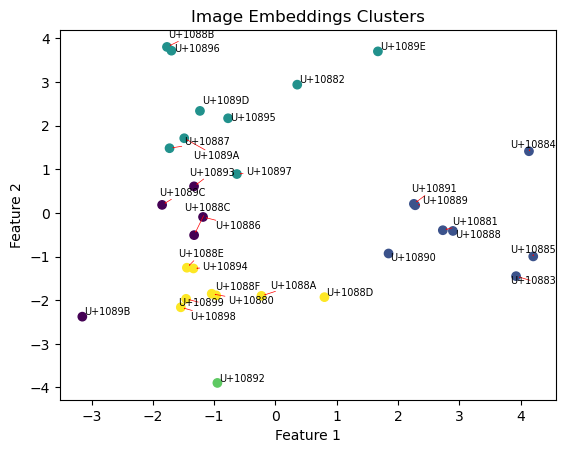 Image Embeddings Clusters
4
3
2
1
0
−1
−2
−3
−4
Feature 2
U+1088B
U+10896
U+1089E
U+10882
U+1089D
U+10895
U+10887
U+1089A
U+10884
U+10893
U+10897
U+1089C
U+10891
U+10889
U+1088C
U+10886
U+10881
U+10888
U+1088E
U+10894
U+10890
U+10885
U+10883
U+1088F
U+1088A
U+10880
U+1088D
U+10899
U+10898
U+1089B
U+10892
−3
−2
−1
0
1
2
3
4
Feature 1